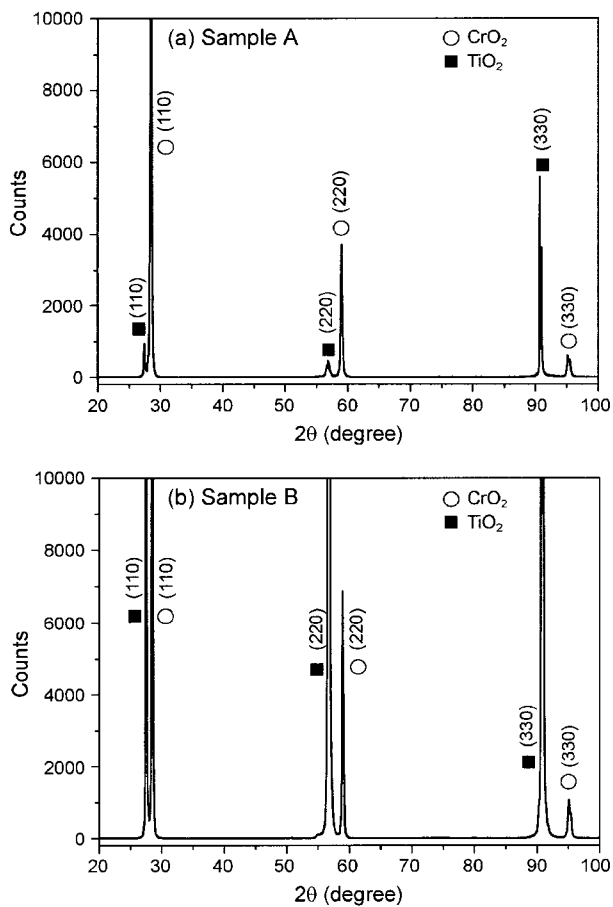 (a) Sample A
○ CrO₂
■ TiO₂
10000
8000
6000
4000
2000
0
Counts
(110)
(110)
(220)
(220)
(330)
(330)
20 30 40 50 60 70 80 90 100
2θ (degree)
(b) Sample B
○ CrO₂
■ TiO₂
10000
8000
6000
4000
2000
0
Counts
(110)
(110)
(220)
(220)
(330)
(330)
20 30 40 50 60 70 80 90 100
2θ (degree)